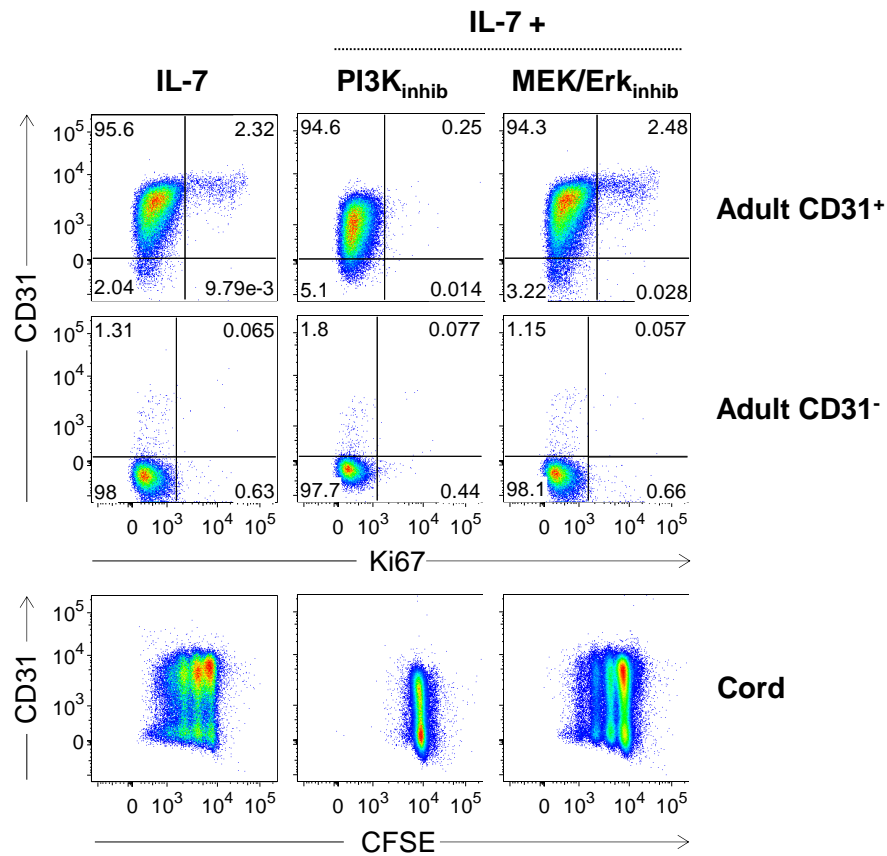 IL-7 +
IL-7 PI3Kinhib MEK/Erkinhib
95.6 2.32 94.6 0.25 94.3 2.48
10⁵
10⁴
10³
0
2.04 9.79e-3 5.1 0.014 3.22 0.028
Adult CD31⁺
CD31
1.31 0.065 1.8 0.077 1.15 0.057
10⁵
10⁴
10³
0
98 0.63 97.7 0.44 98.1 0.66
Adult CD31⁻
0 10³ 10⁴ 10⁵ 0 10³ 10⁴ 10⁵ 0 10³ 10⁴ 10⁵
Ki67
10⁵
10⁴
10³
0
CD31
Cord
0 10³ 10⁴ 10⁵ 0 10³ 10⁴ 10⁵ 0 10³ 10⁴ 10⁵
CFSE